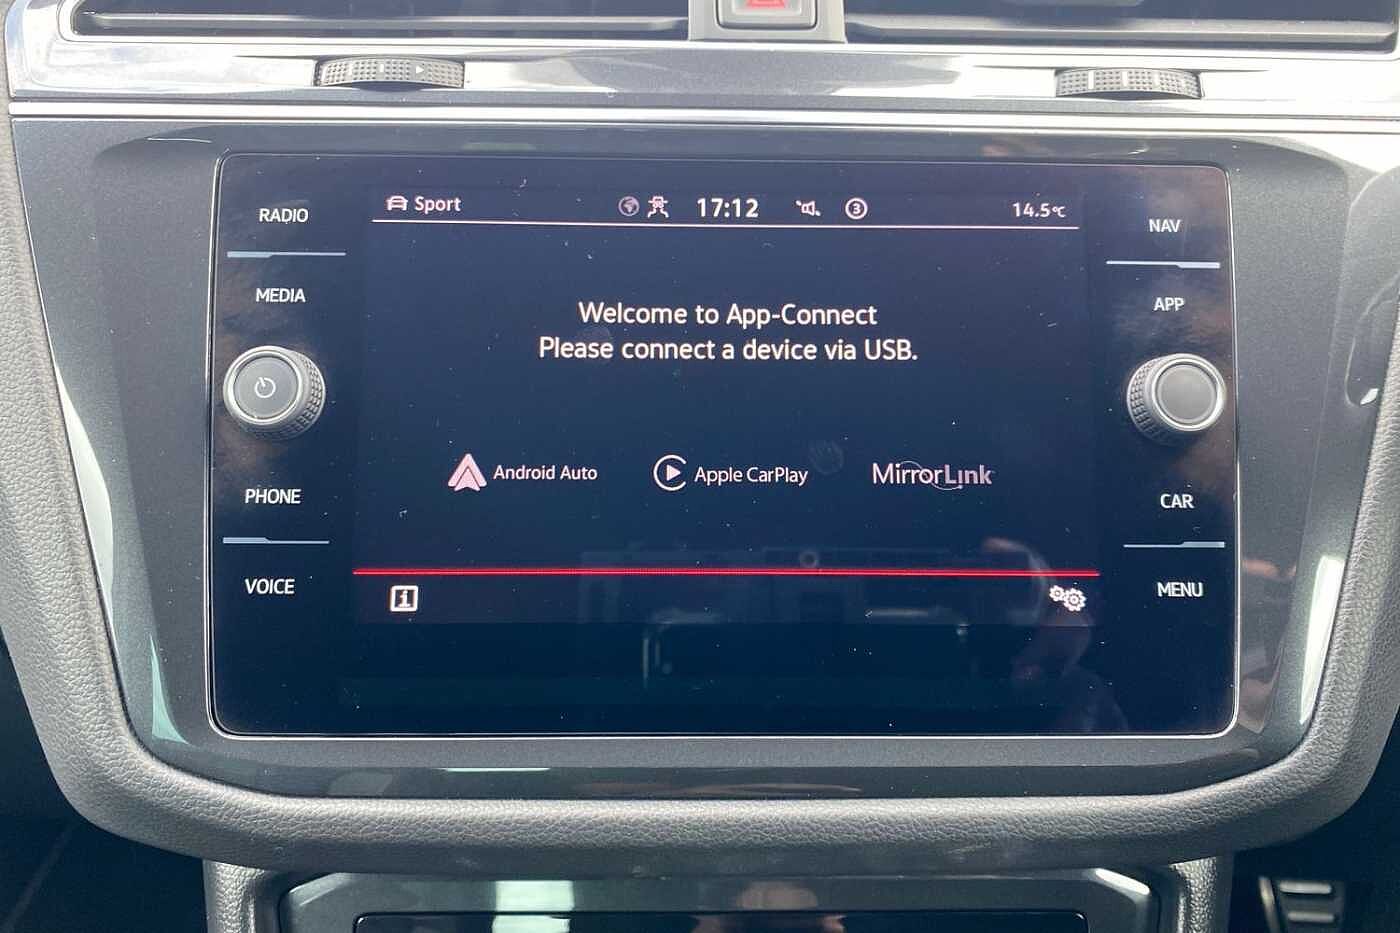 RADIO
MEDIA
PHONE
VOICE
Sport 17:12 3 14.5°C
Welcome to App-Connect
Please connect a device via USB.
Android Auto Apple CarPlay MirrorLink
i
NAV
APP
CAR
MENU